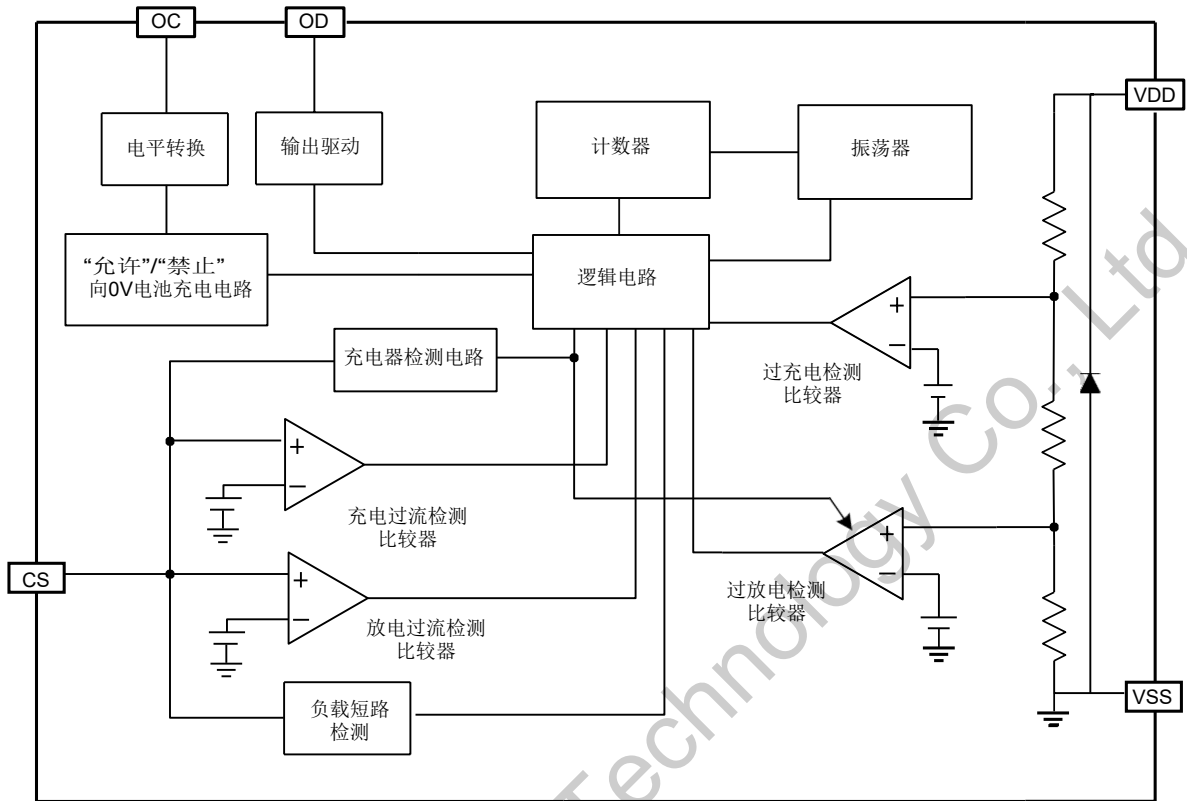 OC
OD
VDD
电平转换
输出驱动
计数器
振荡器
“允许”/“禁止”
向0V电池充电电路
逻辑电路
+
−
过充电检测
比较器
充电器检测电路
+
−
充电过流检测
比较器
+
−
过放电检测
比较器
CS
+
−
放电过流检测
比较器
负载短路
检测
VSS
Technology Co., Ltd